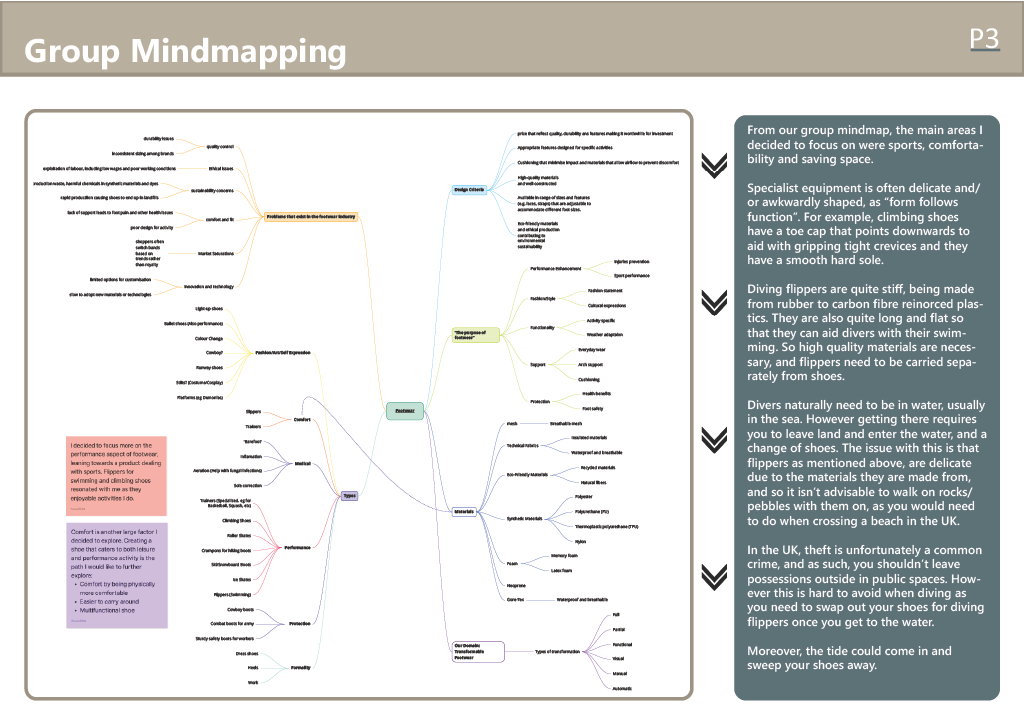 Group Mindmapping
P3
durability issues
inconsistent sizing among brands
quality control
exploitation of labour, including low wages and poor working conditions
Ethical issues
production waste, harmful chemicals in synthetic materials and dyes
rapid production causing shoes to end up in landfills
sustainability concerns
lack of support leads to foot pain and other health issues
poor design for activity
comfort and fit
shoppers often
switch bands
based on
trends rather
than royalty
Market Saturations
limited options for customisation
slow to adopt new materials or technologies
Innovation and technology
Problems that exist in the footwear industry
Light up shoes
Ballet shoes (Also performance)
Colour Change
Cowboy?
Runway shoes
Stilist (Costume/Cosplay)
Platforms (eg Demonias)
Fashion/Art/Self Expression
Flippers
Trainers
Comfort
"Barefoot"
Information
Aeration (Help with fungal infections)
Sole correction
Medical
Types
Trainers (Specialized, eg for
Basketball, Squash, etc)
Climbing Shoes
Roller Skates
Crampons for hiking boots
Ski/Snowboard Boots
Ice Skates
Flippers (Swimming)
Performance
Cowboy boots
Combat boots for army
Sturdy safety boots for workers
Protection
Dress shoes
Heels
Work
Formality
Footwear
Design Criteria
price that reflect quality, durability and features making it worthwhile for investment
Appropriate features designed for specific activities
Cushioning that minimise impact and materials that allow airflow to prevent discomfort
High-quality materials
and well-constructed
Available in range of sizes and features
(e.g. laces, straps) that are adjustable to
accommodate different foot sizes.
Eco-friendly materials
and ethical production
contributing to
environmental
sustainability
"The purpose of
footwear"
Performance Enhancement
Injuries prevention
Sport performance
Fashion/Style
Fashion statement
Cultural expressions
Functionality
Activity specific
Weather adaptation
Support
Everyday wear
Arch support
Cushioning
Protection
Health benefits
Foot safety
Materials
mesh
Breathable mesh
Technical Fabrics
Insulated materials
Waterproof and breathable
Eco-Friendly Materials
Recycled materials
Natural fibers
Synthetic Materials
Polyester
Polyurethane (PU)
Thermoplastic polyurethane (TPU)
Nylon
Foam
Memory foam
Latex foam
Neoprene
Gore-Tex
Waterproof and breathable
Our Domain:
Transformable
Footwear
Types of transformation
Full
Partial
Functional
Visual
Manual
Automatic
I decided to focus more on the
performance aspect of footwear,
leaning towards a product dealing
with sports. Flippers for
swimming and climbing shoes
resonated with me as they
enjoyable activities I do.
Comfort is another large factor I
decided to explore. Creating a
shoe that caters to both leisure
and performance activity is the
path I would like to further
explore:
• Comfort by being physically
more comfortable
• Easier to carry around
• Multifunctional shoe
From our group mindmap, the main areas I
decided to focus on were sports, comforta-
bility and saving space.
Specialist equipment is often delicate and/
or awkwardly shaped, as "form follows
function". For example, climbing shoes
have a toe cap that points downwards to
aid with gripping tight crevices and they
have a smooth hard sole.
Diving flippers are quite stiff, being made
from rubber to carbon fibre reinorced plas-
tics. They are also quite long and flat so
that they can aid divers with their swim-
ming. So high quality materials are neces-
sary, and flippers need to be carried sepa-
rately from shoes.
Divers naturally need to be in water, usually
in the sea. However getting there requires
you to leave land and enter the water, and a
change of shoes. The issue with this is that
flippers as mentioned above, are delicate
due to the materials they are made from,
and so it isn't advisable to walk on rocks/
pebbles with them on, as you would need
to do when crossing a beach in the UK.
In the UK, theft is unfortunately a common
crime, and as such, you shouldn't leave
possessions outside in public spaces. How-
ever this is hard to avoid when diving as
you need to swap out your shoes for diving
flippers once you get to the water.
Moreover, the tide could come in and
sweep your shoes away.